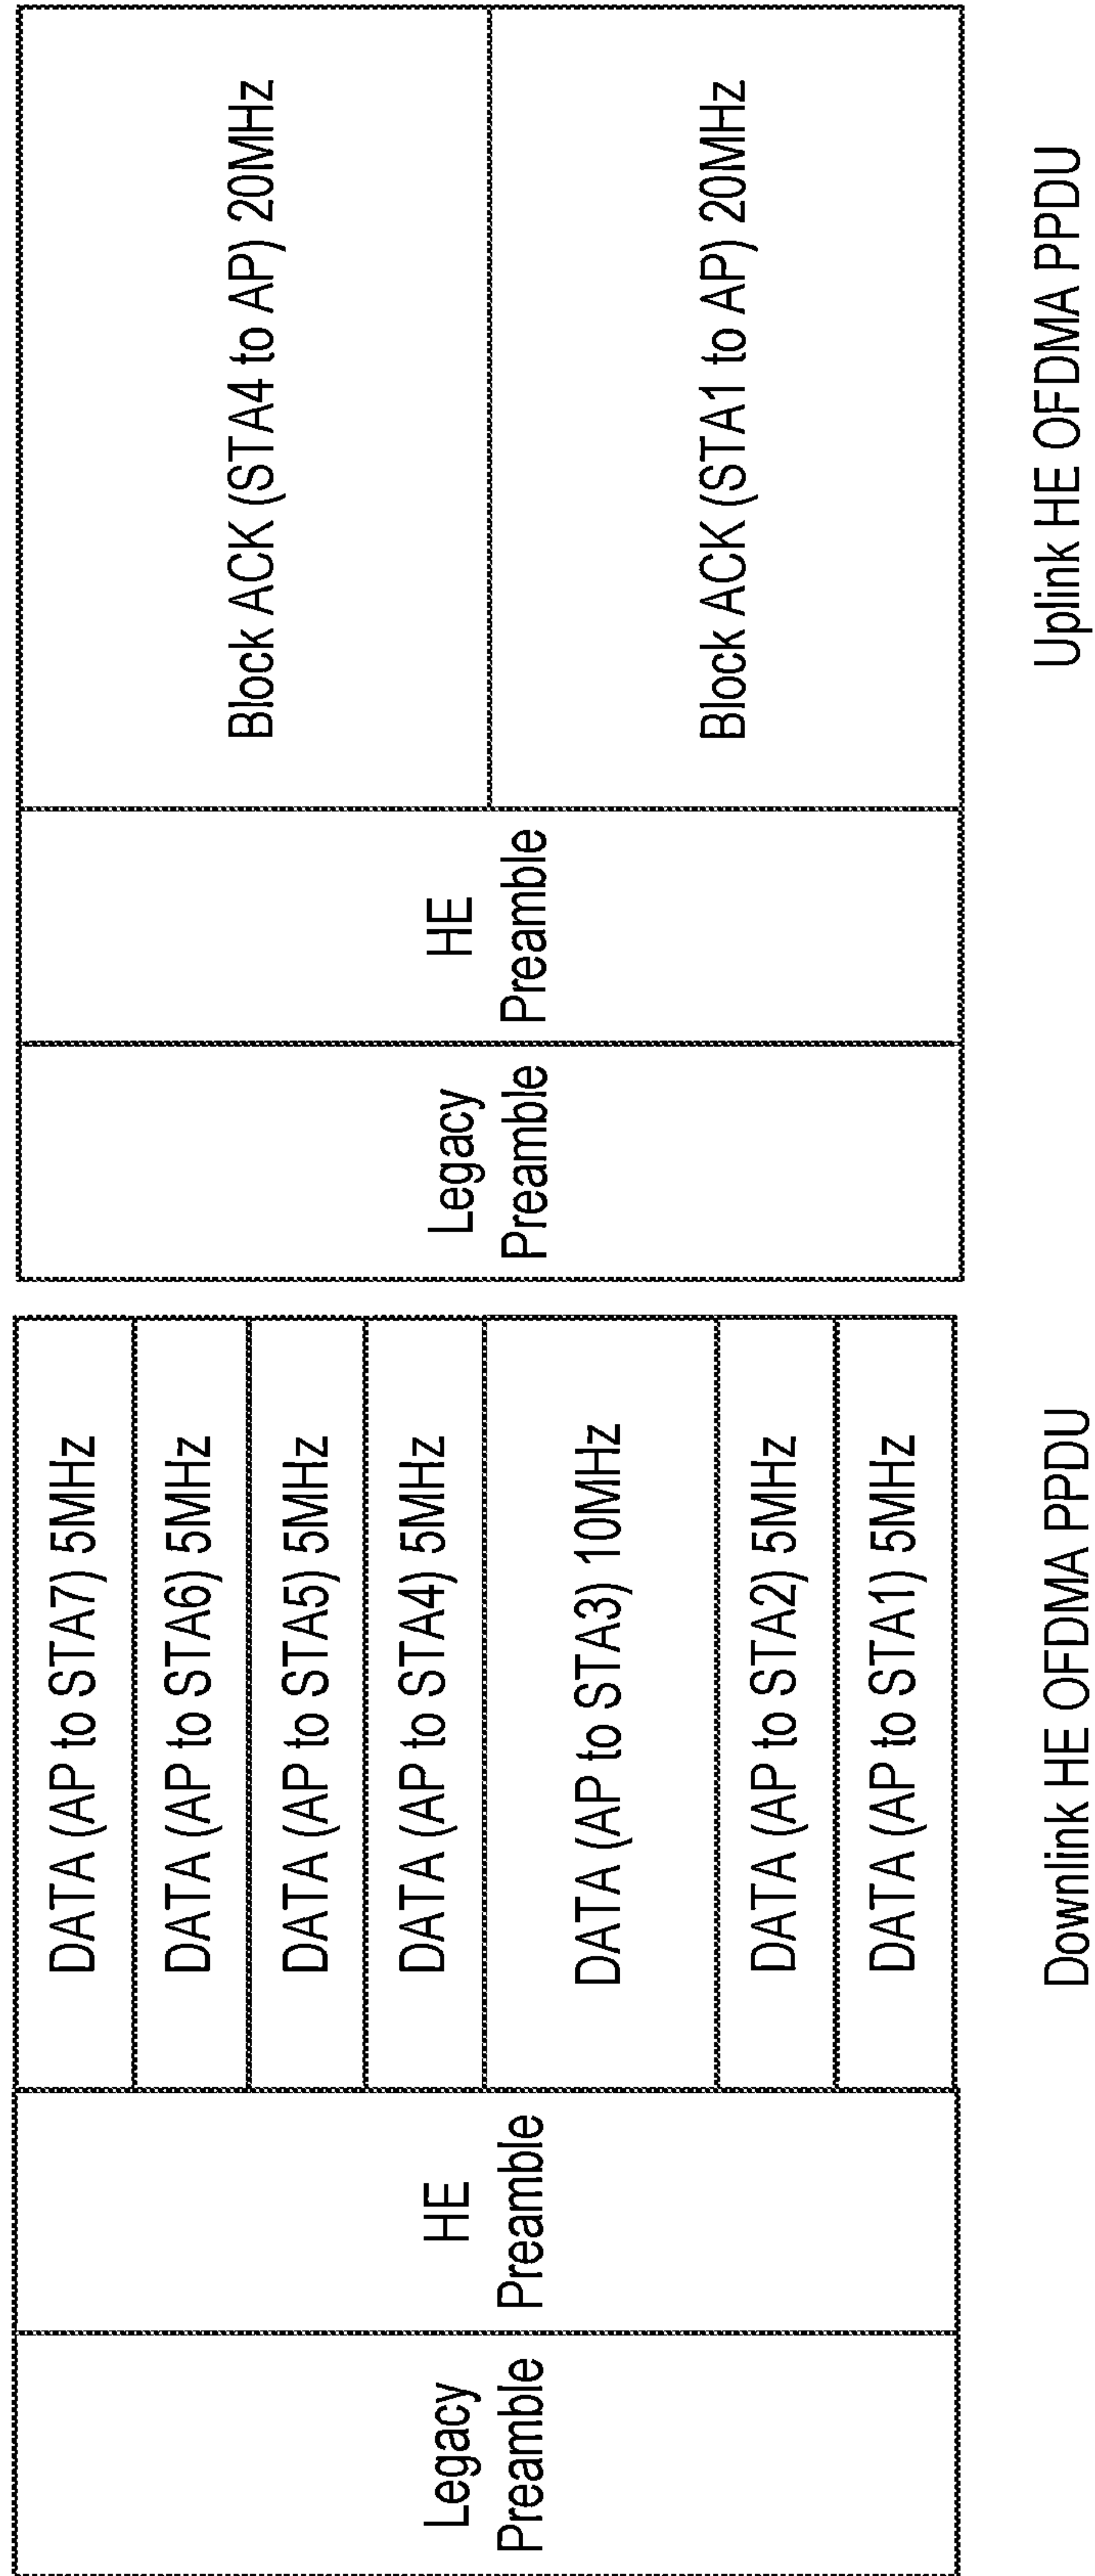 Legacy
Preamble
HE
Preamble
DATA (AP to STA7) 5MHz
DATA (AP to STA6) 5MHz
DATA (AP to STA5) 5MHz
DATA (AP to STA4) 5MHz
DATA (AP to STA3) 10MHz
DATA (AP to STA2) 5MHz
DATA (AP to STA1) 5MHz
Downlink HE OFDMA PPDU
Legacy
Preamble
HE
Preamble
Block ACK (STA4 to AP) 20MHz
Block ACK (STA1 to AP) 20MHz
Uplink HE OFDMA PPDU